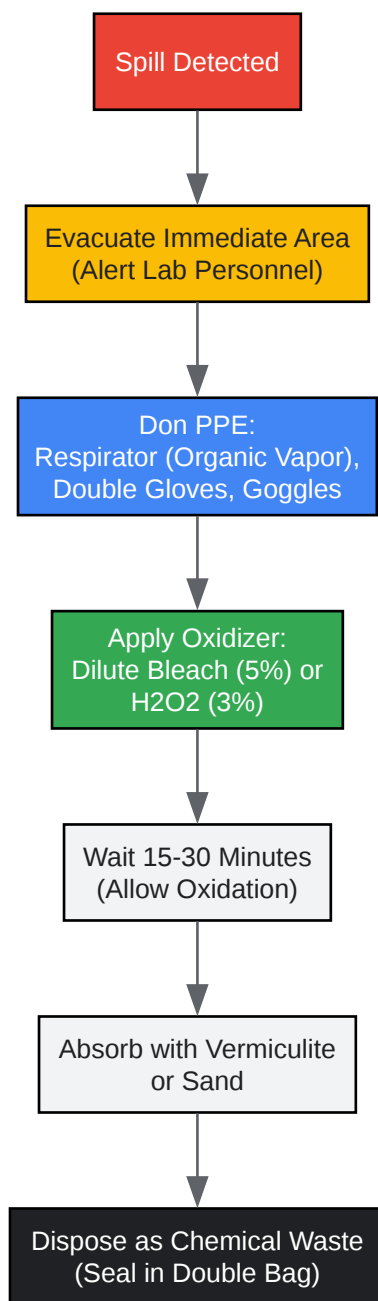 Spill Detected
Evacuate Immediate Area
(Alert Lab Personnel)
Don PPE:
Respirator (Organic Vapor),
Double Gloves, Goggles
Apply Oxidizer:
Dilute Bleach (5%) or
H2O2 (3%)
Wait 15-30 Minutes
(Allow Oxidation)
Absorb with Vermiculite
or Sand
Dispose as Chemical Waste
(Seal in Double Bag)